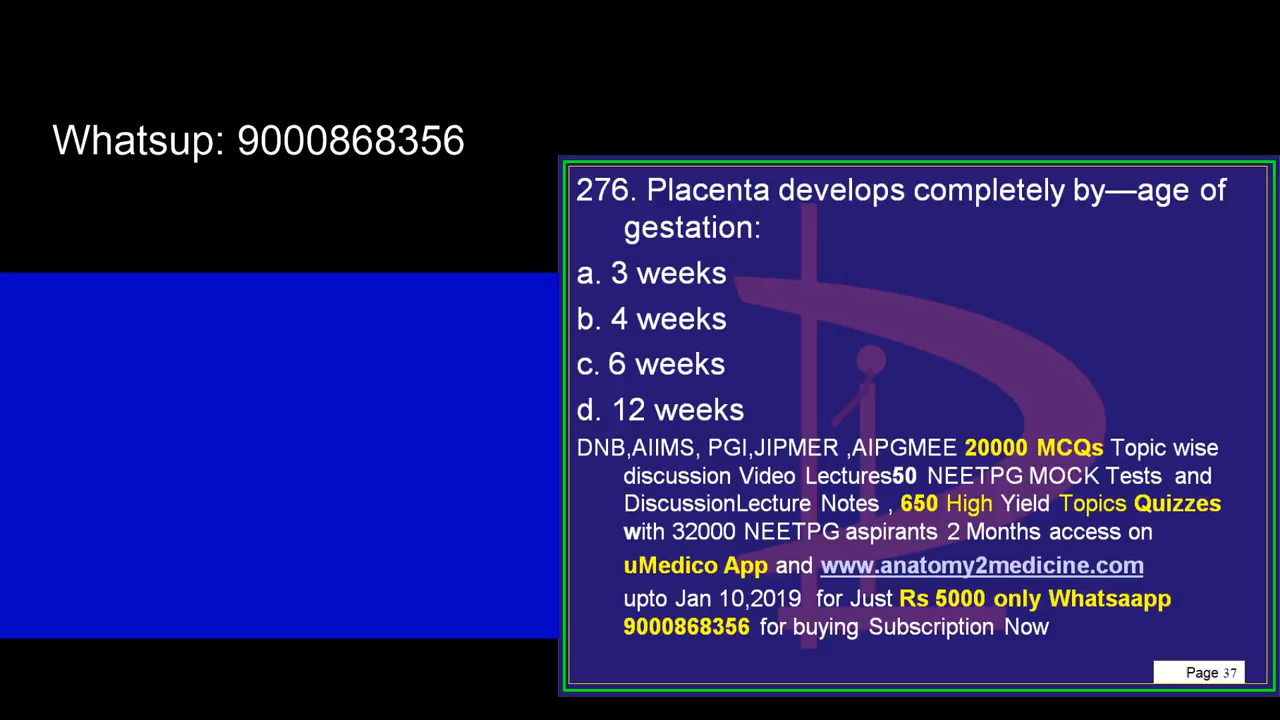 Whatsup: 9000868356
276. Placenta develops completely by—age of
gestation:
a. 3 weeks
b. 4 weeks
c. 6 weeks
d. 12 weeks
DNB,AIIMS, PGI,JIPMER ,AIPGMEE 20000 MCQs Topic wise
discussion Video Lectures50 NEETPG MOCK Tests and
DiscussionLecture Notes , 650 High Yield Topics Quizzes
with 32000 NEETPG aspirants 2 Months access on
uMedico App and www.anatomy2medicine.com
upto Jan 10,2019 for Just Rs 5000 only Whatsaapp
9000868356 for buying Subscription Now
Page 37